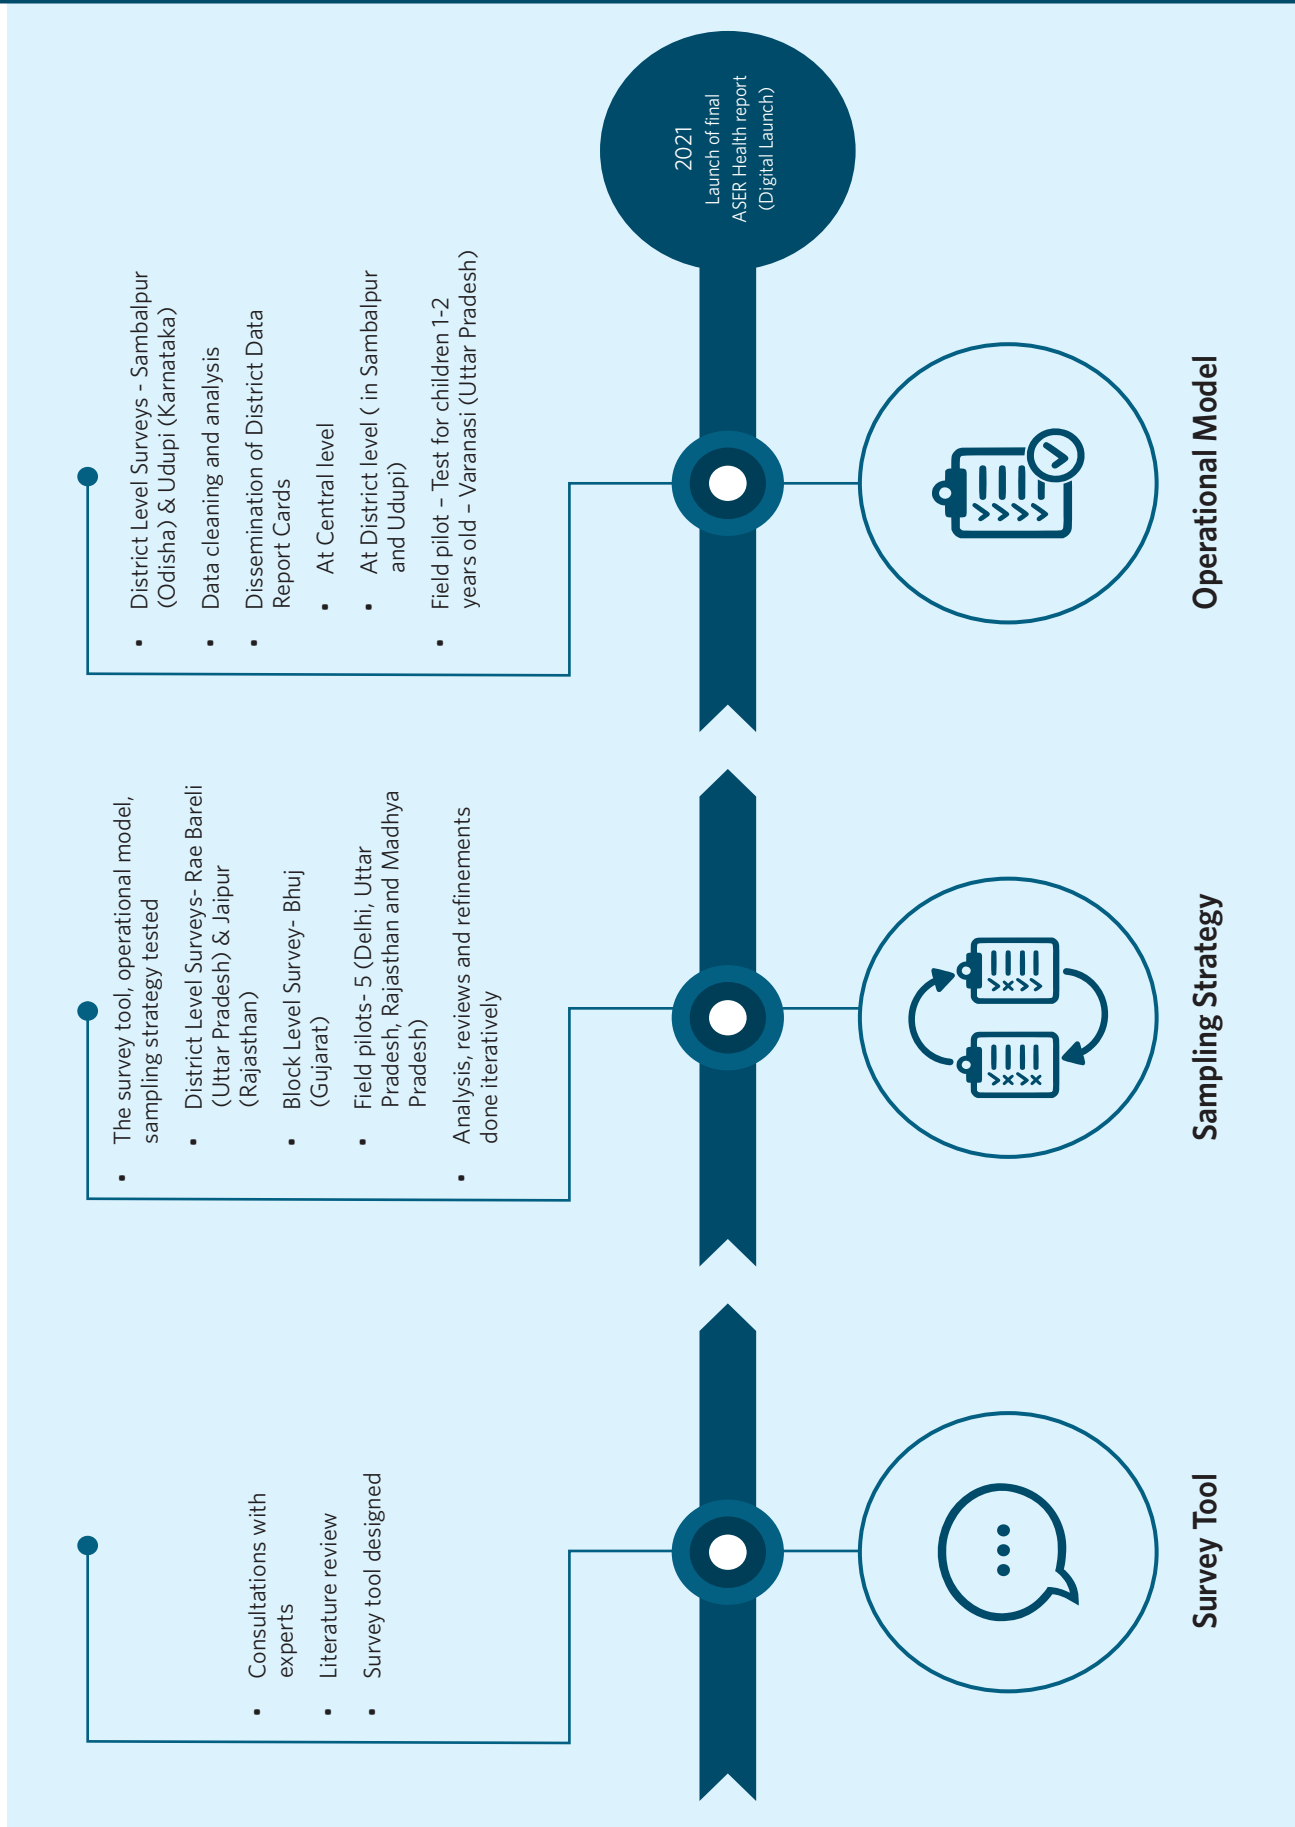 Consultations with
experts
Literature review
Survey tool designed
Survey Tool
The survey tool, operational model,
sampling strategy tested
District Level Surveys- Rae Bareli
(Uttar Pradesh) & Jaipur
(Rajasthan)
Block Level Survey- Bhuj
(Gujarat)
Field pilots- 5 (Delhi, Uttar
Pradesh, Rajasthan and Madhya
Pradesh)
Analysis, reviews and refinements
done iteratively
Sampling Strategy
District Level Surveys - Sambalpur
(Odisha) & Udupi (Karnataka)
Data cleaning and analysis
Dissemination of District Data
Report Cards
At Central level
At District level ( in Sambalpur
and Udupi)
Field pilot – Test for children 1-2
years old – Varanasi (Uttar Pradesh)
Operational Model
2021
Launch of final
ASER Health report
(Digital Launch)